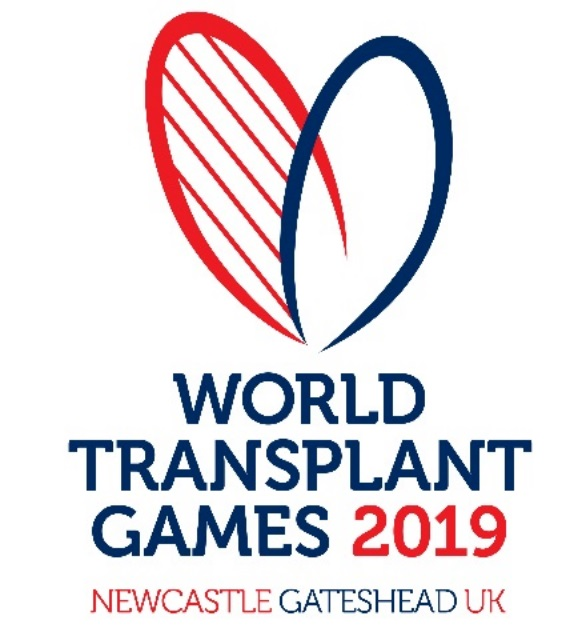 WORLD
TRANSPLANT
GAMES 2019
NEWCASTLE GATESHEAD UK